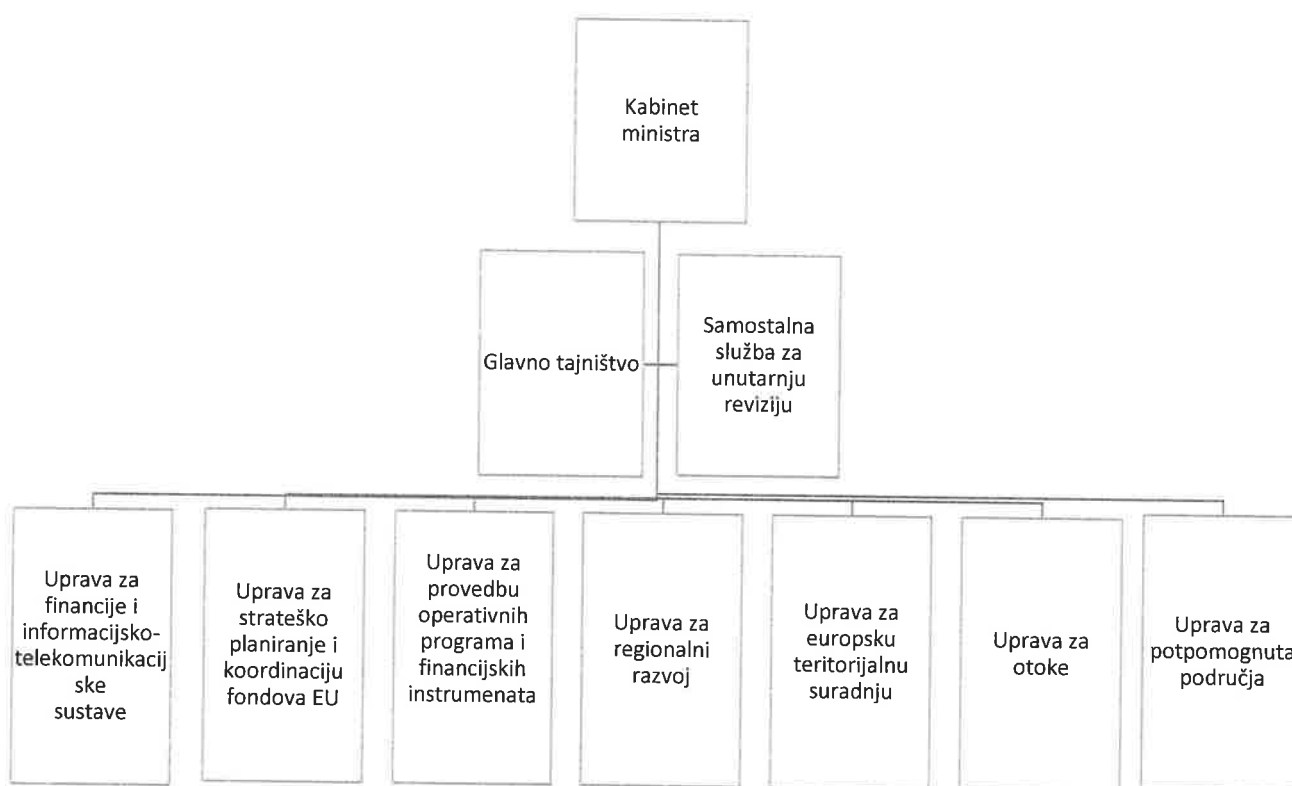 Kabinet
ministra
Glavno tajništvo
Samostalna
služba za
unutarnju
reviziju
Uprava za
financije i
informacijsko-
telekomunikacij
ske
sustave
Uprava za
strateško
planiranje i
koordinaciju
fondova EU
Uprava za
provedbu
operativnih
programa i
financijskih
instrumenata
Uprava za
regionalni
razvoj
Uprava za
europsku
teritorijalnu
suradnju
Uprava za
otoke
Uprava za
potpomognuta
područja